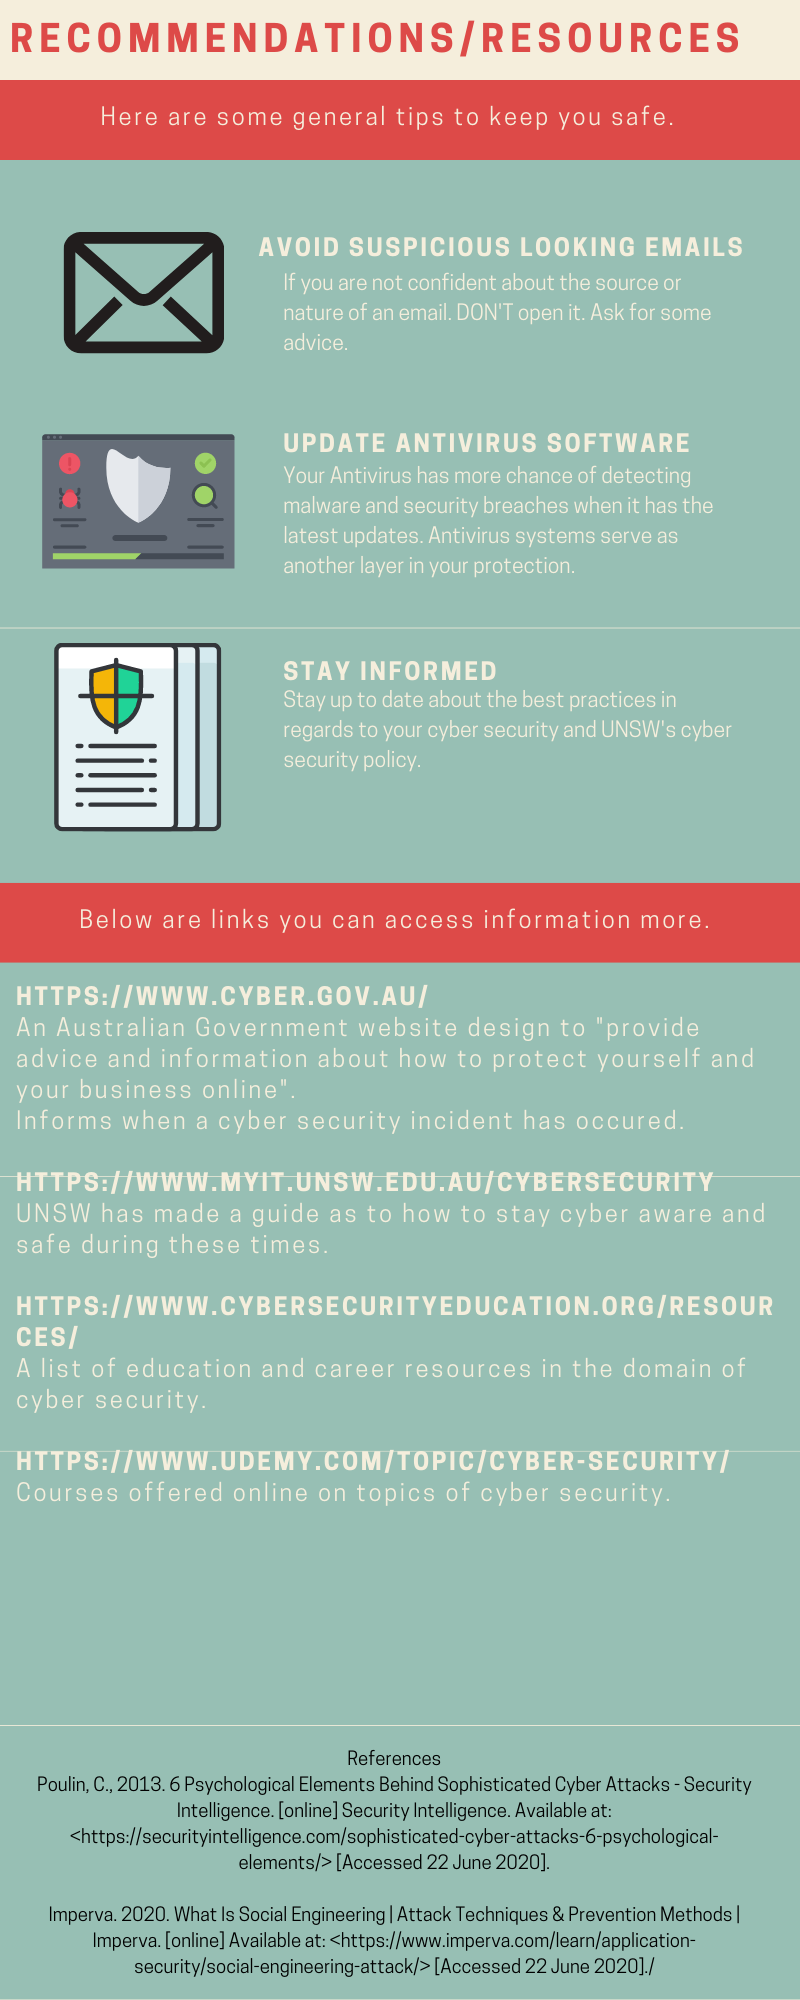 RECOMMENDATIONS/RESOURCES
Here are some general tips to keep you safe.
AVOID SUSPICIOUS LOOKING EMAILS
If you are not confident about the source or
nature of an email. DON'T open it. Ask for some
advice.
UPDATE ANTIVIRUS SOFTWARE
Your Antivirus has more chance of detecting
malware and security breaches when it has the
latest updates. Antivirus systems serve as
another layer in your protection.
STAY INFORMED
Stay up to date about the best practices in
regards to your cyber security and UNSW's cyber
security policy.
Below are links you can access information more.
HTTPS://WWW.CYBER.GOV.AU/
An Australian Government website design to "provide
advice and information about how to protect yourself and
your business online".
Informs when a cyber security incident has occured.
HTTPS://WWW.MYIT.UNSW.EDU.AU/CYBERSECURITY
UNSW has made a guide as to how to stay cyber aware and
safe during these times.
HTTPS://WWW.CYBERSECURITYEDUCATION.ORG/RESOUR
CES/
A list of education and career resources in the domain of
cyber security.
HTTPS://WWW.UDEMY.COM/TOPIC/CYBER-SECURITY/
Courses offered online on topics of cyber security.
References
Poulin, C., 2013. 6 Psychological Elements Behind Sophisticated Cyber Attacks - Security
Intelligence. [online] Security Intelligence. Available at:
<https://securityintelligence.com/sophisticated-cyber-attacks-6-psychological-
elements/> [Accessed 22 June 2020].
Imperva. 2020. What Is Social Engineering | Attack Techniques & Prevention Methods |
Imperva. [online] Available at: <https://www.imperva.com/learn/application-
security/social-engineering-attack/> [Accessed 22 June 2020]./